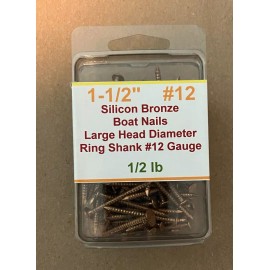 1-1/2" #12
Silicon Bronze
Boat Nails
Large Head Diameter
Ring Shank #12 Gauge
1/2 lb